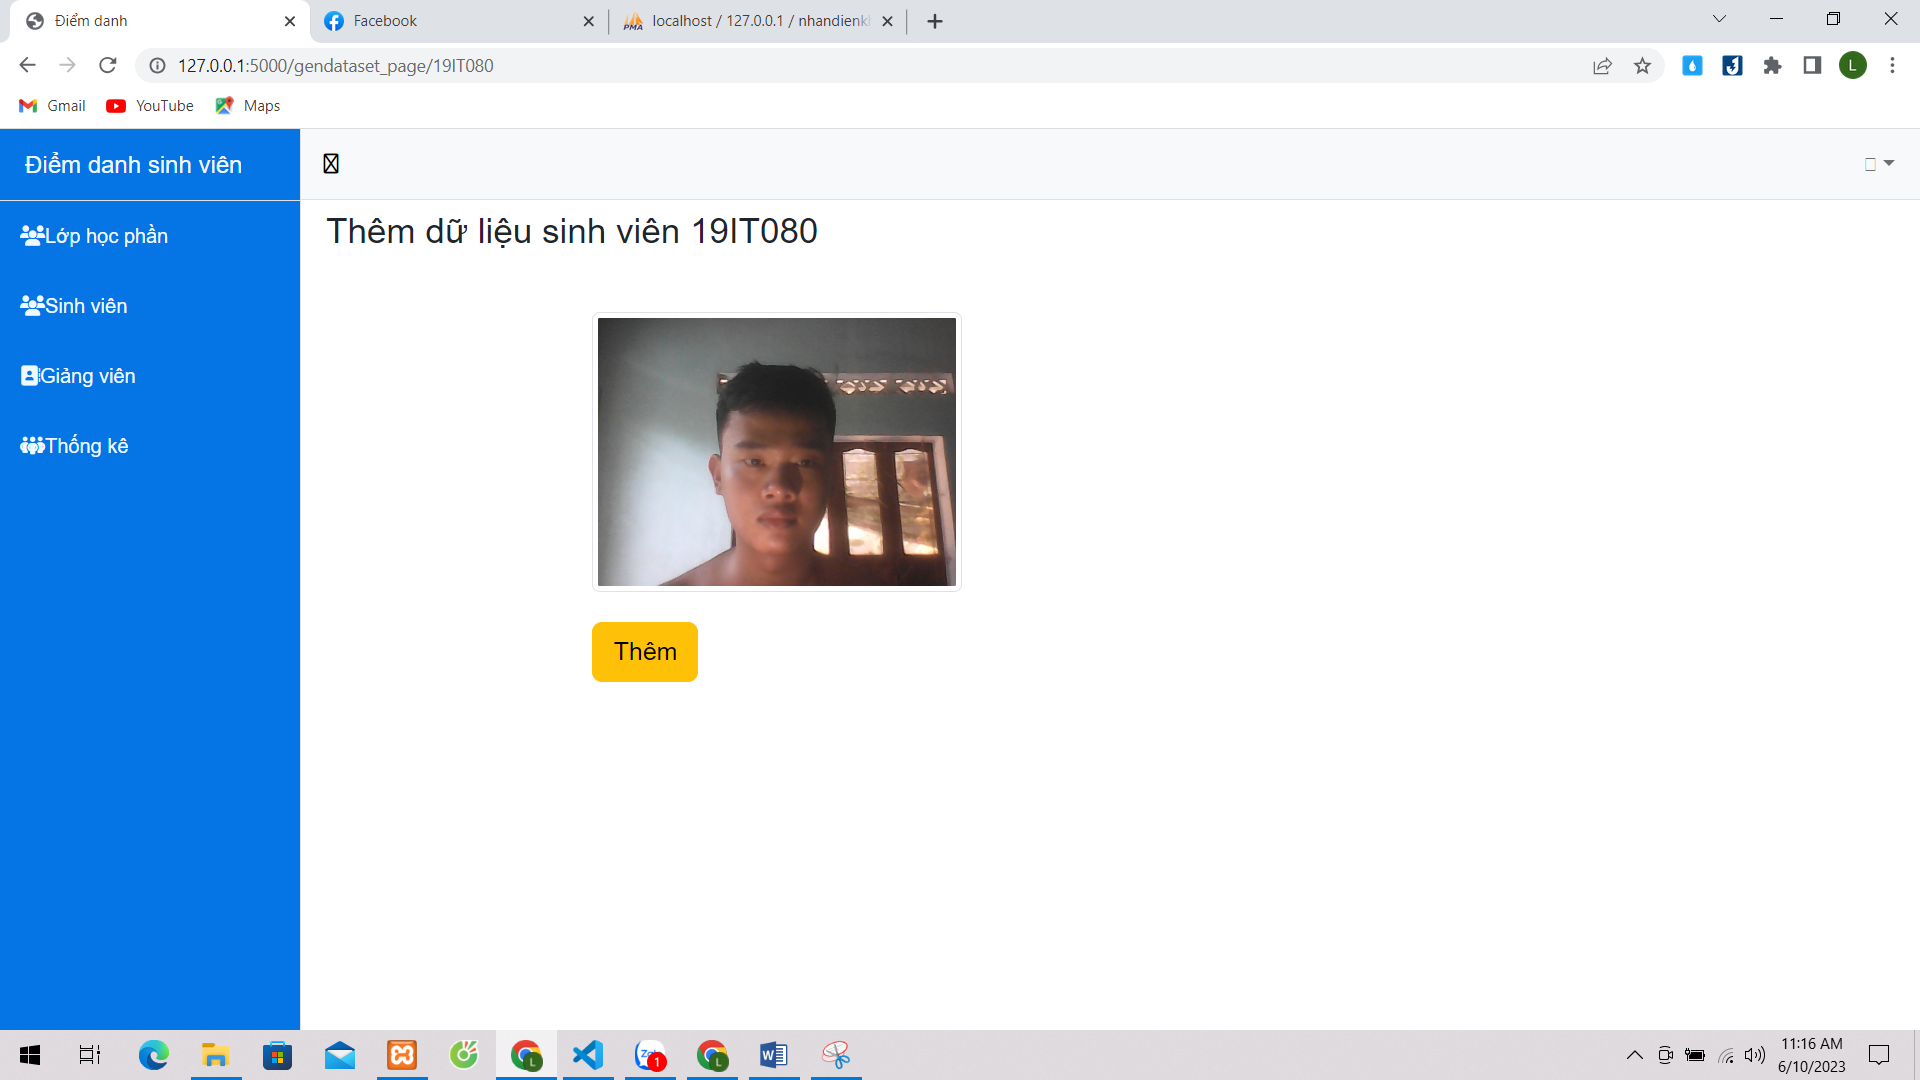 Điểm danh
Facebook
localhost / 127.0.0.1 / nhandienk
127.0.0.1:5000/gendataset_page/19IT080
L
Gmail
YouTube
Maps
Điểm danh sinh viên
Thêm dữ liệu sinh viên 19IT080
Lớp học phần
Sinh viên
Giảng viên
Thống kê
Thêm
11:16 AM
6/10/2023